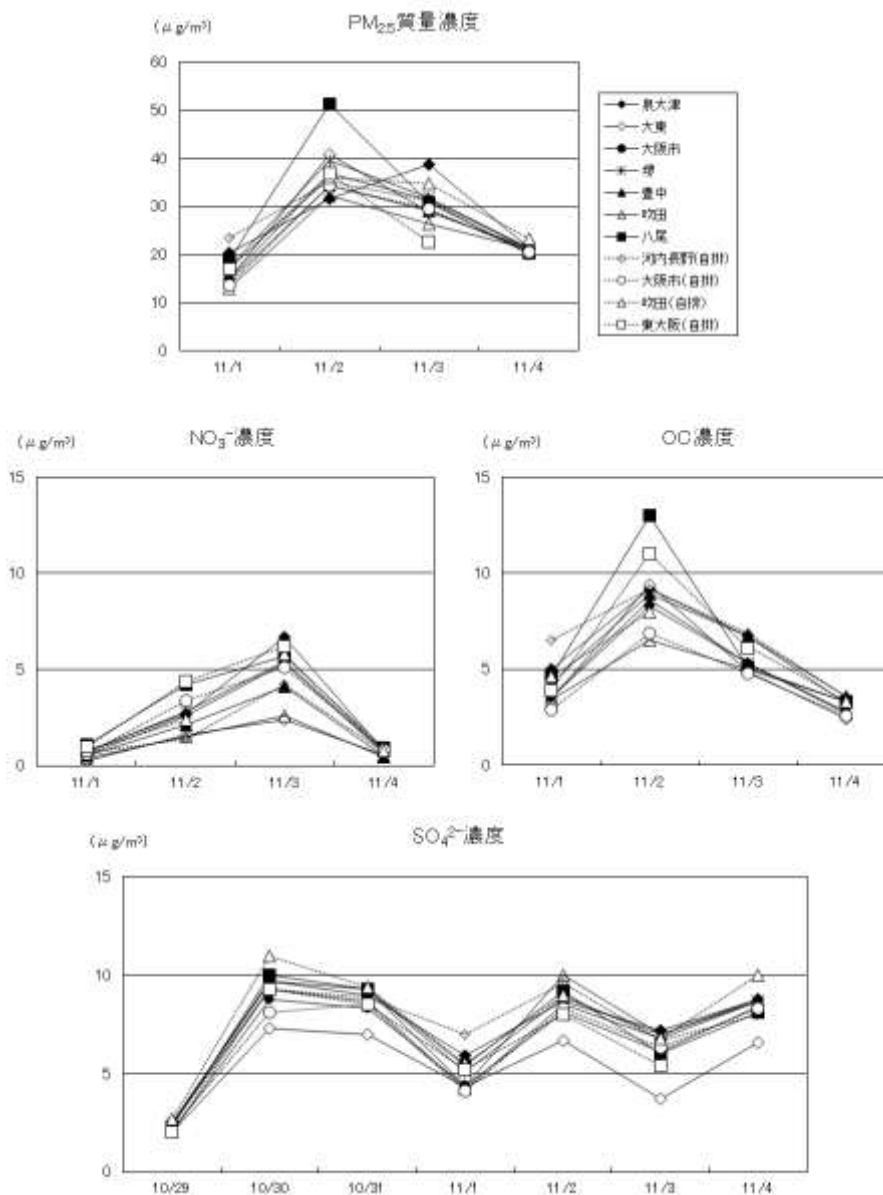 (μg/m³)
PM₂.₅質量濃度
60
50
40
30
20
10
0
11/1 11/2 11/3 11/4
泉大津
大東
大阪市
堺
豊中
吹田
八尾
河内長野(自排)
大阪市(自排)
吹田(自排)
東大阪(自排)
(μg/m³)
NO₃⁻濃度
15
10
5
0
11/1 11/2 11/3 11/4
(μg/m³)
OC濃度
15
10
5
0
11/1 11/2 11/3 11/4
(μg/m³)
SO₄²⁻濃度
15
10
5
0
10/29 10/30 10/31 11/1 11/2 11/3 11/4